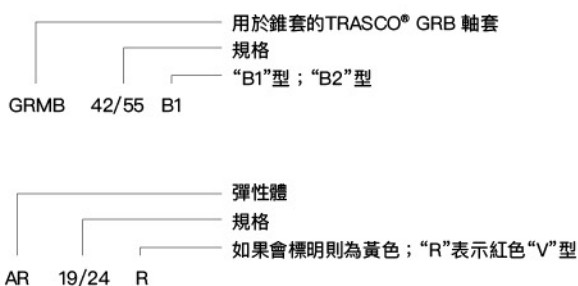 用於錐套的TRASCO® GRB 軸套
規格
“B1”型；“B2”型
GRMB 42/55 B1
彈性體
規格
如果會標明則為黃色；“R”表示紅色“V”型
AR 19/24 R